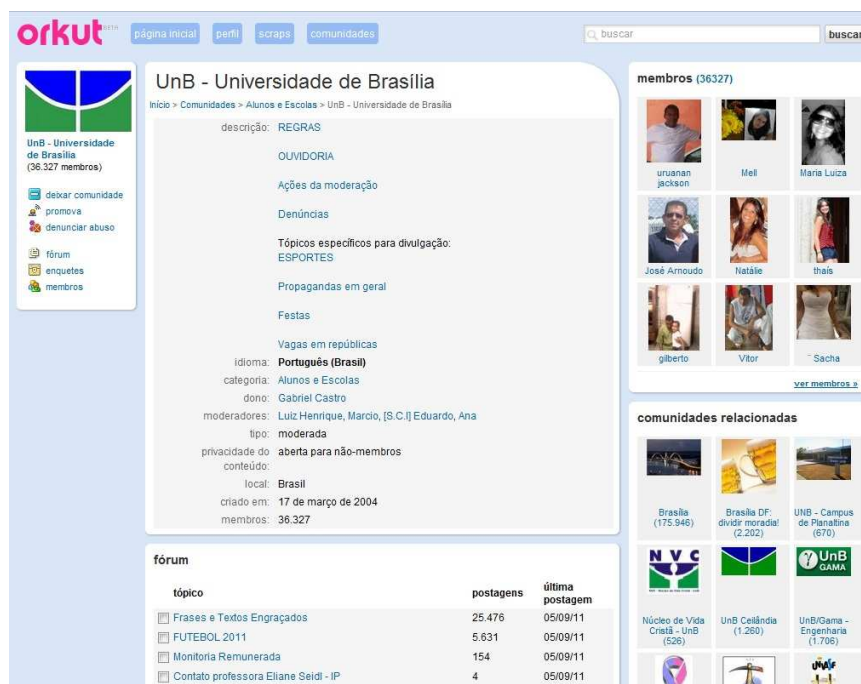 orkut BETA
página inicial perfil scraps comunidades
buscar
buscar
UnB - Universidade
de Brasília
(36.327 membros)
deixar comunidade
promova
denunciar abuso
fórum
enquetes
membros
UnB - Universidade de Brasília
Início > Comunidades > Alunos e Escolas > UnB - Universidade de Brasília
descrição: REGRAS
OUVIDORIA
Ações da moderação
Denúncias
Tópicos específicos para divulgação:
ESPORTES
Propagandas em geral
Festas
Vagas em repúblicas
idioma: Português (Brasil)
categoria: Alunos e Escolas
dono: Gabriel Castro
moderadores: Luiz Henrique, Marcio, [S.C.I] Eduardo, Ana
tipo: moderada
privacidade do aberta para não-membros
conteúdo:
local: Brasil
criado em: 17 de março de 2004
membros: 36.327
fórum
tópico postagens última
postagem
Frases e Textos Engraçados 25.476 05/09/11
FUTEBOL 2011 5.631 05/09/11
Monitoria Remunerada 154 05/09/11
Contato professora Eliane Seidl - IP 4 05/09/11
membros (36327)
uruanan
jackson
Mell
Maria Luiza
José Arnoudo
Natálie
thaís
gilberto
Vitor
Sacha
ver membros »
comunidades relacionadas
Brasília
(175.946)
Brasília DF:
dividir moradia!
(2.202)
UNB - Campus
de Planaltina
(670)
NVC
UnB
GAMA
Núcleo de Vida
Cristã - UnB
(526)
UnB Ceilândia
(1.260)
UnB/Gama -
Engenharia
(1.706)